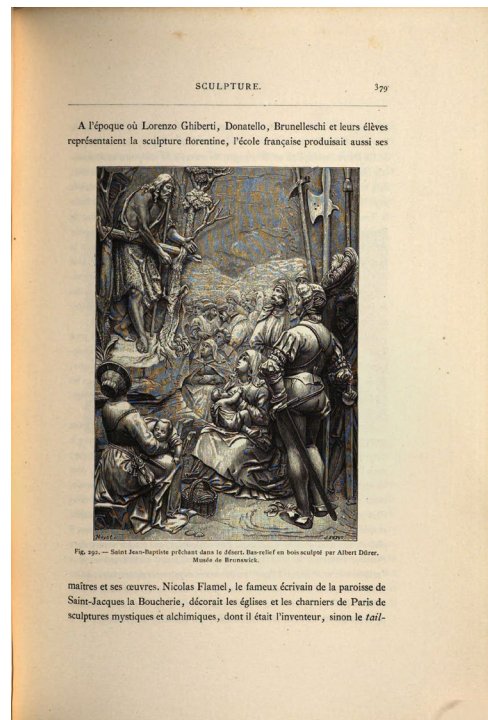 SCULPTURE. 379
A l'époque où Lorenzo Ghiberti, Donatello, Brunelleschi et leurs élèves
représentaient la sculpture florentine, l'école française produisait aussi ses
Fig. 292. — Saint Jean-Baptiste prêchant dans le désert. Bas-relief en bois sculpté par Albert Dürer.
Musée de Brunswick.
maîtres et ses œuvres. Nicolas Flamel, le fameux écrivain de la paroisse de
Saint-Jacques la Boucherie, décorait les églises et les charniers de Paris de
sculptures mystiques et alchimiques, dont il était l'inventeur, sinon le tail-